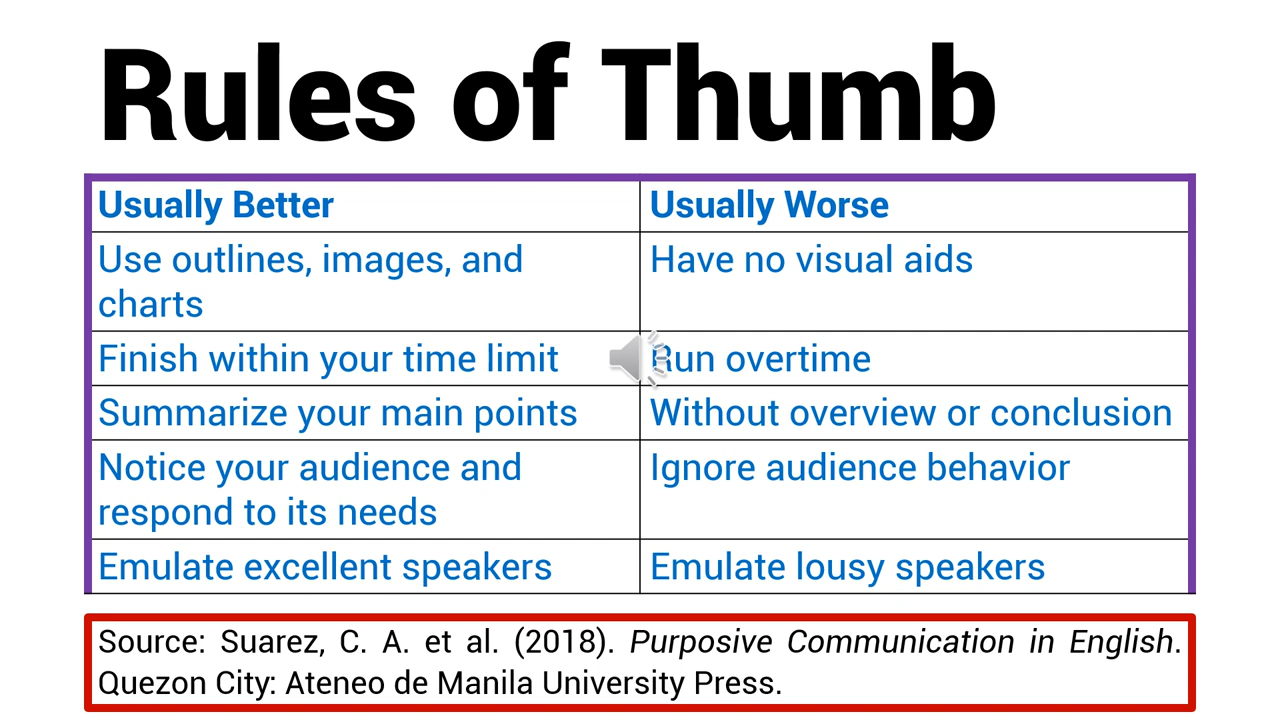 Rules of Thumb
Usually Better
Usually Worse
Use outlines, images, and
charts
Have no visual aids
Finish within your time limit
Run overtime
Summarize your main points
Without overview or conclusion
Notice your audience and
respond to its needs
Ignore audience behavior
Emulate excellent speakers
Emulate lousy speakers
Source: Suarez, C. A. et al. (2018). Purposive Communication in English.
Quezon City: Ateneo de Manila University Press.